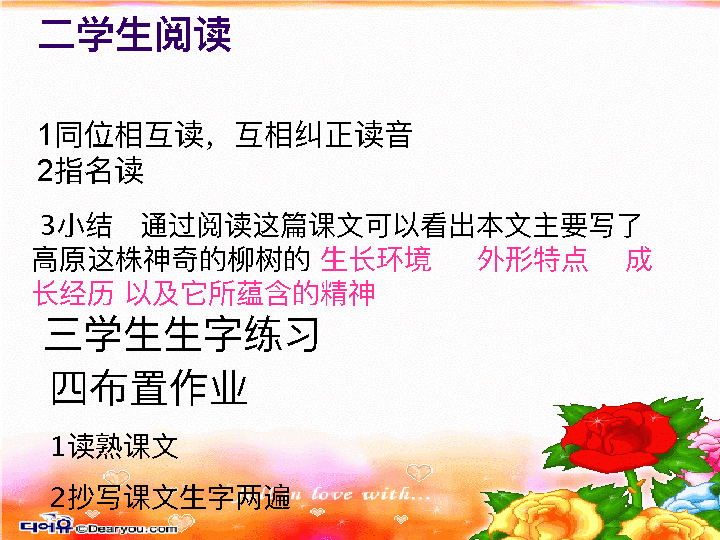 二学生阅读
1同位相互读，互相纠正读音
2指名读
3小结 通过阅读这篇课文可以看出本文主要写了
高原这株神奇的柳树的 生长环境 外形特点 成
长经历 以及它所蕴含的精神
三学生生字练习
四布置作业
1读熟课文
2抄写课文生字两遍
in love with...
디어유 ©Dearyou.com